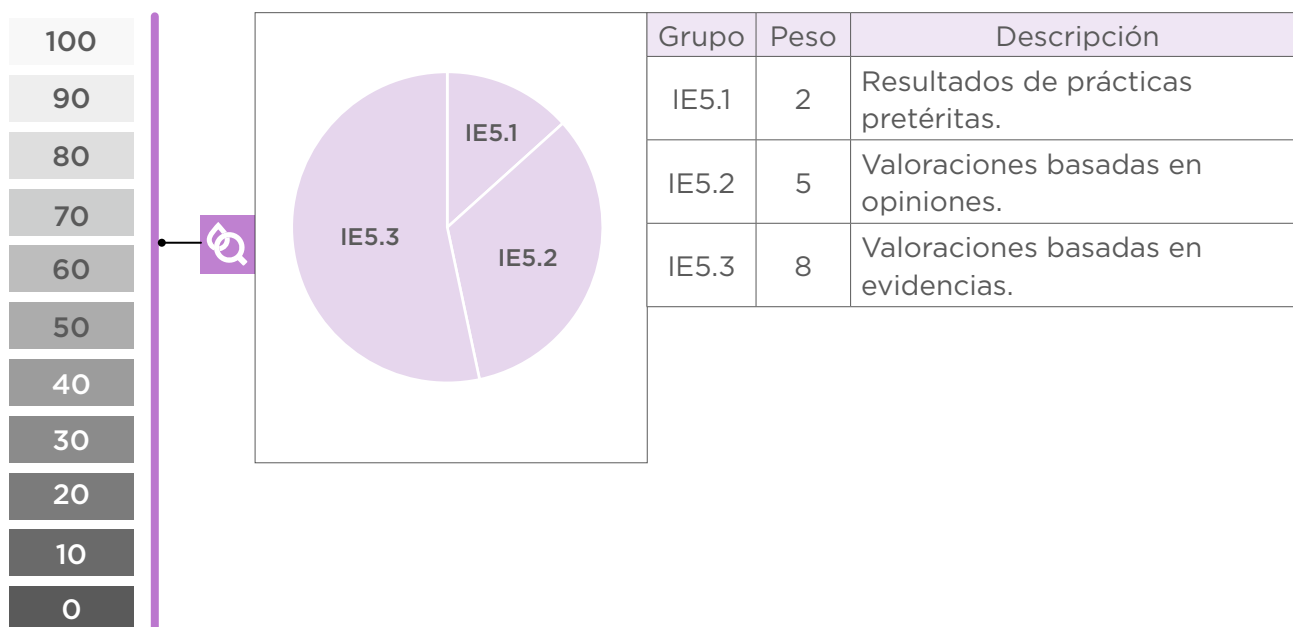 100
90
80
70
60
50
40
30
20
10
0
IE5.1
IE5.2
IE5.3
Grupo Peso Descripción
IE5.1 2 Resultados de prácticas
pretéritas.
IE5.2 5 Valoraciones basadas en
opiniones.
IE5.3 8 Valoraciones basadas en
evidencias.